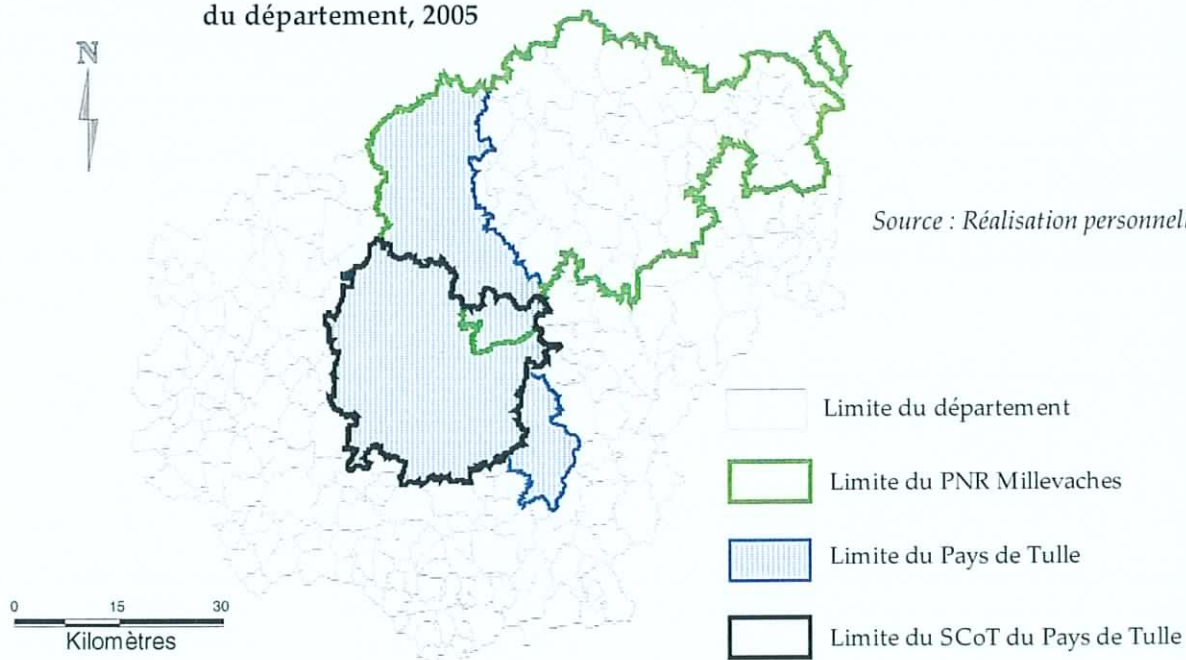 du département, 2005
N
Source : Réalisation personnel
Limite du département
Limite du PNR Millevaches
Limite du Pays de Tulle
Limite du SCoT du Pays de Tulle
0 15 30
Kilomètres